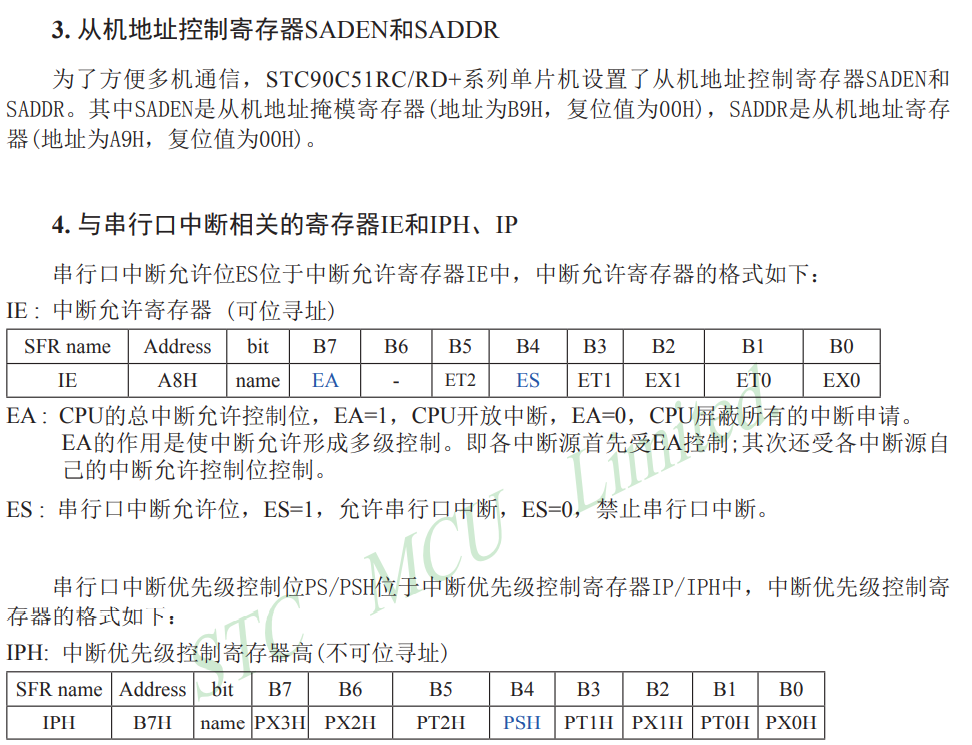 3. 从机地址控制寄存器SADEN和SADDR
为了方便多机通信，STC90C51RC/RD+系列单片机设置了从机地址控制寄存器SADEN和
SADDR。其中SADEN是从机地址掩模寄存器(地址为B9H，复位值为00H)，SADDR是从机地址寄存
器(地址为A9H，复位值为00H)。
4. 与串行口中断相关的寄存器IE和IPH、IP
串行口中断允许位ES位于中断允许寄存器IE中，中断允许寄存器的格式如下：
IE : 中断允许寄存器 (可位寻址)
SFR name Address bit B7 B6 B5 B4 B3 B2 B1 B0
IE A8H name EA - ET2 ES ET1 EX1 ET0 EX0
EA : CPU的总中断允许控制位，EA=1，CPU开放中断，EA=0，CPU屏蔽所有的中断申请。
EA的作用是使中断允许形成多级控制。即各中断源首先受EA控制;其次还受各中断源自
己的中断允许控制位控制。
ES : 串行口中断允许位，ES=1，允许串行口中断，ES=0，禁止串行口中断。
串行口中断优先级控制位PS/PSH位于中断优先级控制寄存器IP/IPH中，中断优先级控制寄
存器的格式如下：
IPH: 中断优先级控制寄存器高(不可位寻址)
SFR name Address bit B7 B6 B5 B4 B3 B2 B1 B0
IPH B7H name PX3H PX2H PT2H PSH PT1H PX1H PT0H PX0H
STC MCU Limited